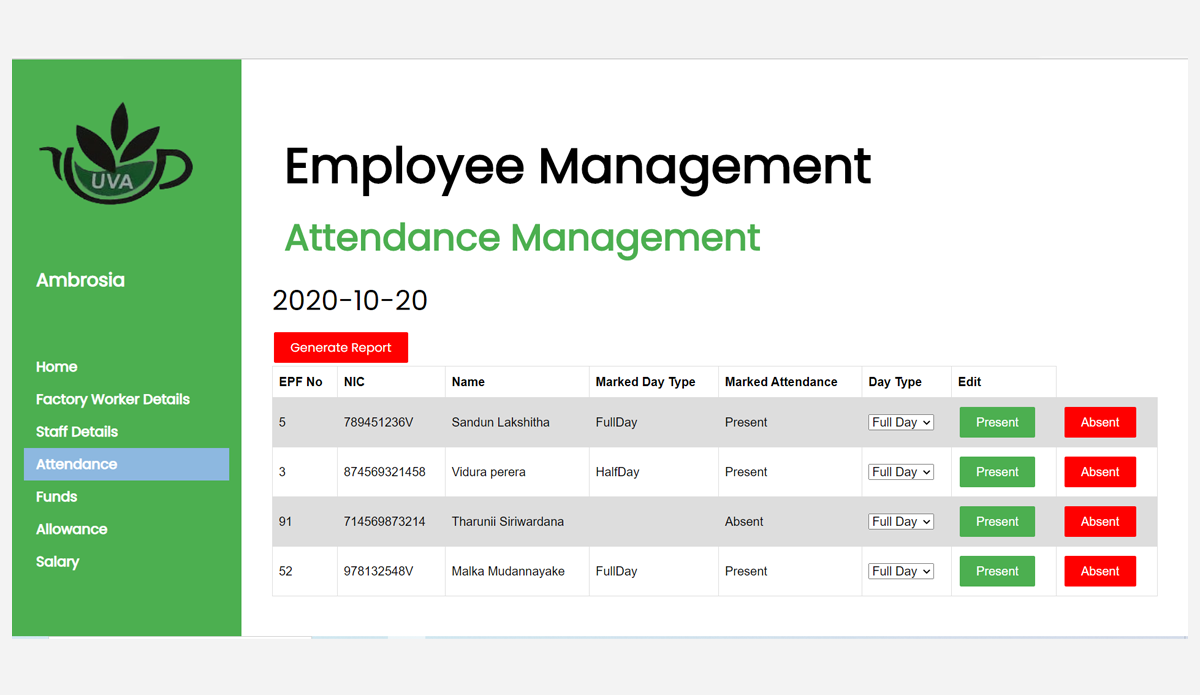 UVA
Ambrosia
Home
Factory Worker Details
Staff Details
Attendance
Funds
Allowance
Salary
Employee Management
Attendance Management
2020-10-20
Generate Report
EPF No NIC Name Marked Day Type Marked Attendance Day Type Edit
5 789451236V Sandun Lakshitha FullDay Present Full Day Present Absent
3 874569321458 Vidura perera HalfDay Present Full Day Present Absent
91 714569873214 Tharunii Siriwardana Absent Full Day Present Absent
52 978132548V Malka Mudannayake FullDay Present Full Day Present Absent